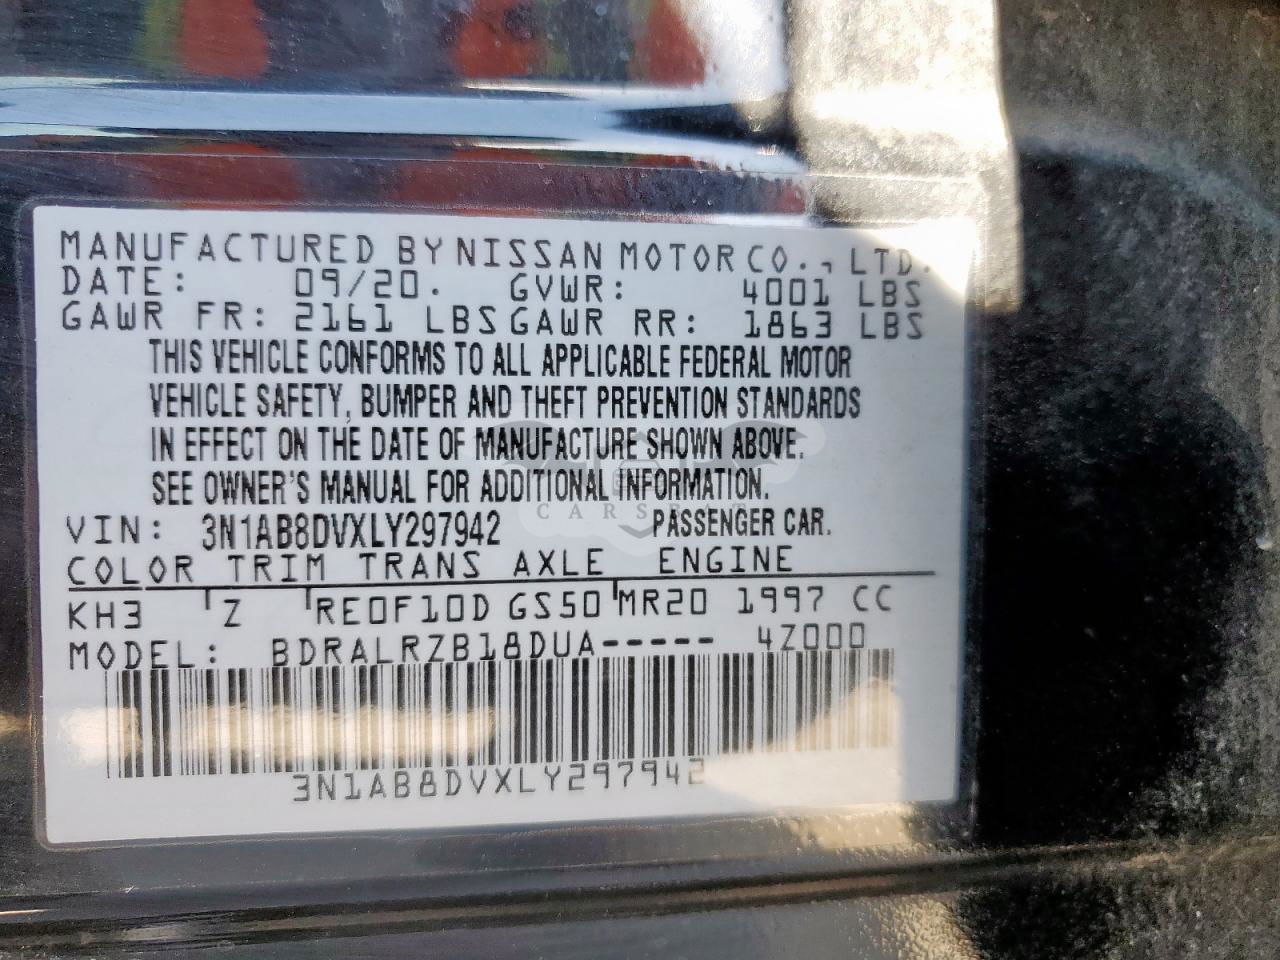 MANUFACTURED BY NISSAN MOTOR CO., LTD.
DATE: 09/20. GVWR: 4001 LBS
GAWR FR: 2161 LBS GAWR RR: 1863 LBS
THIS VEHICLE CONFORMS TO ALL APPLICABLE FEDERAL MOTOR
VEHICLE SAFETY, BUMPER AND THEFT PREVENTION STANDARDS
IN EFFECT ON THE DATE OF MANUFACTURE SHOWN ABOVE.
SEE OWNER'S MANUAL FOR ADDITIONAL INFORMATION.
CARSEAT
VIN: 3N1AB8DVXLY297942 PASSENGER CAR.
COLOR TRIM TRANS AXLE ENGINE
KH3 Z RE0F10D GS50 MR20 1997 CC
MODEL: BDRALRZB18DUA----- 4Z000
3N1AB8DVXLY297942